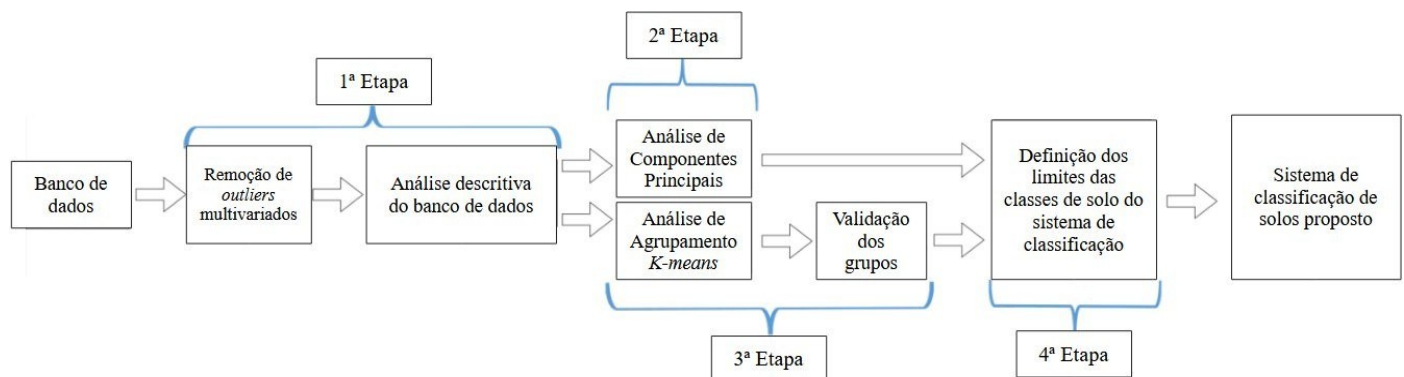 2ª Etapa
1ª Etapa
Banco de
dados
Remoção de
outliers
multivariados
Análise descritiva
do banco de dados
Análise de
Componentes
Principais
Análise de
Agrupamento
K-means
Validação
dos
grupos
Definição dos
limites das
classes de solo do
sistema de
classificação
Sistema de
classificação de
solos proposto
3ª Etapa
4ª Etapa